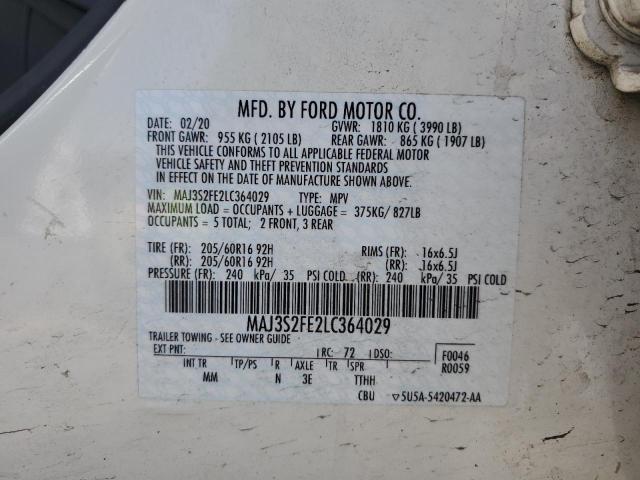 MFD. BY FORD MOTOR CO.
DATE: 02/20 GVWR: 1810 KG ( 3990 LB)
FRONT GAWR: 955 KG ( 2105 LB) REAR GAWR: 865 KG ( 1907 LB)
THIS VEHICLE CONFORMS TO ALL APPLICABLE FEDERAL MOTOR
VEHICLE SAFETY AND THEFT PREVENTION STANDARDS
IN EFFECT ON THE DATE OF MANUFACTURE SHOWN ABOVE.
VIN: MAJ3S2FE2LC364029 TYPE: MPV
MAXIMUM LOAD = OCCUPANTS + LUGGAGE = 375KG/ 827LB
OCCUPANTS = 5 TOTAL; 2 FRONT, 3 REAR
TIRE (FR): 205/60R16 92H RIMS (FR): 16x6.5J
(RR): 205/60R16 92H (RR): 16x6.5J
PRESSURE (FR): 240 kPa/ 35 PSI COLD (RR): 240 kPa/ 35 PSI COLD
MAJ3S2FE2LC364029
TRAILER TOWING - SEE OWNER GUIDE
EXT PNT: RC: 72 DSO: F0046
R0059
INT TR TP/PS R AXLE TR SPR
MM N 3E TTHH
CBU ▽5U5A-5420472-AA